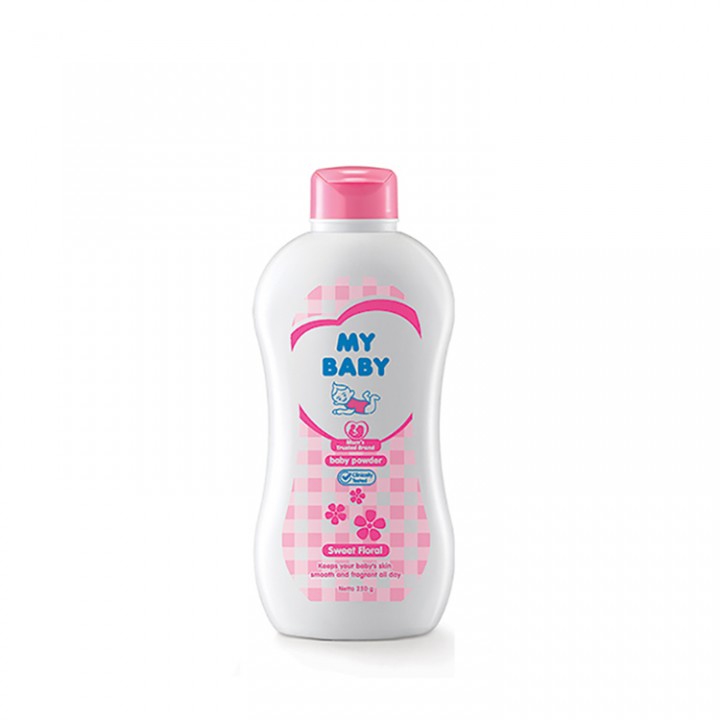 MY
BABY
Mum's
Trusted Brand
baby powder
Clinically
Tested
Sweet Floral
Keeps your baby's skin
smooth and fragrant all day
Netto